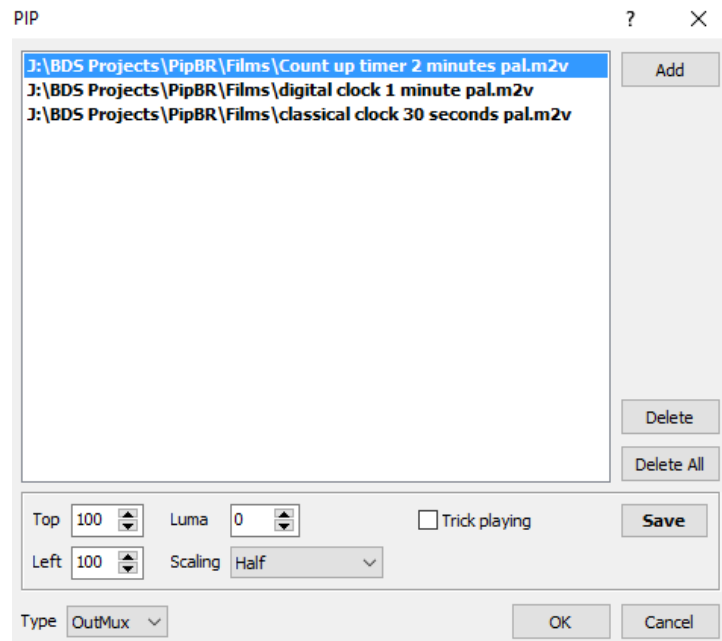 PIP ?
J:\BDS Projects\PipBR\Films\Count up timer 2 minutes pal.m2v
J:\BDS Projects\PipBR\Films\digital clock 1 minute pal.m2v
J:\BDS Projects\PipBR\Films\classical clock 30 seconds pal.m2v
Add
Delete
Delete All
Top 100 Luma 0 Trick playing Save
Left 100 Scaling Half
Type OutMux OK Cancel